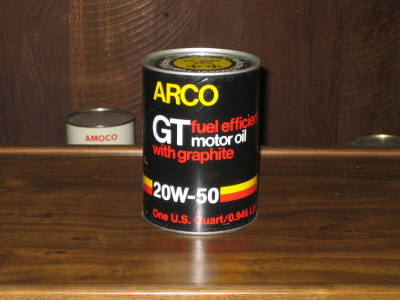 ARCO
GT fuel efficient
motor oil
with graphite
20W-50
One U.S. Quart/0.946 L
AMOCO